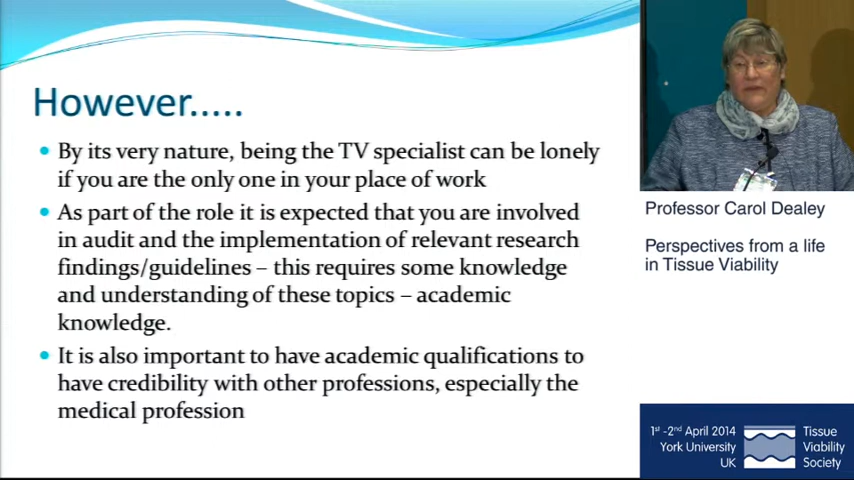 However.....
By its very nature, being the TV specialist can be lonely
if you are the only one in your place of work
As part of the role it is expected that you are involved
in audit and the implementation of relevant research
findings/guidelines – this requires some knowledge
and understanding of these topics – academic
knowledge.
It is also important to have academic qualifications to
have credibility with other professions, especially the
medical profession
Professor Carol Dealey
Perspectives from a life
in Tissue Viability
1st -2nd April 2014
York University
UK
Tissue
Viability
Society